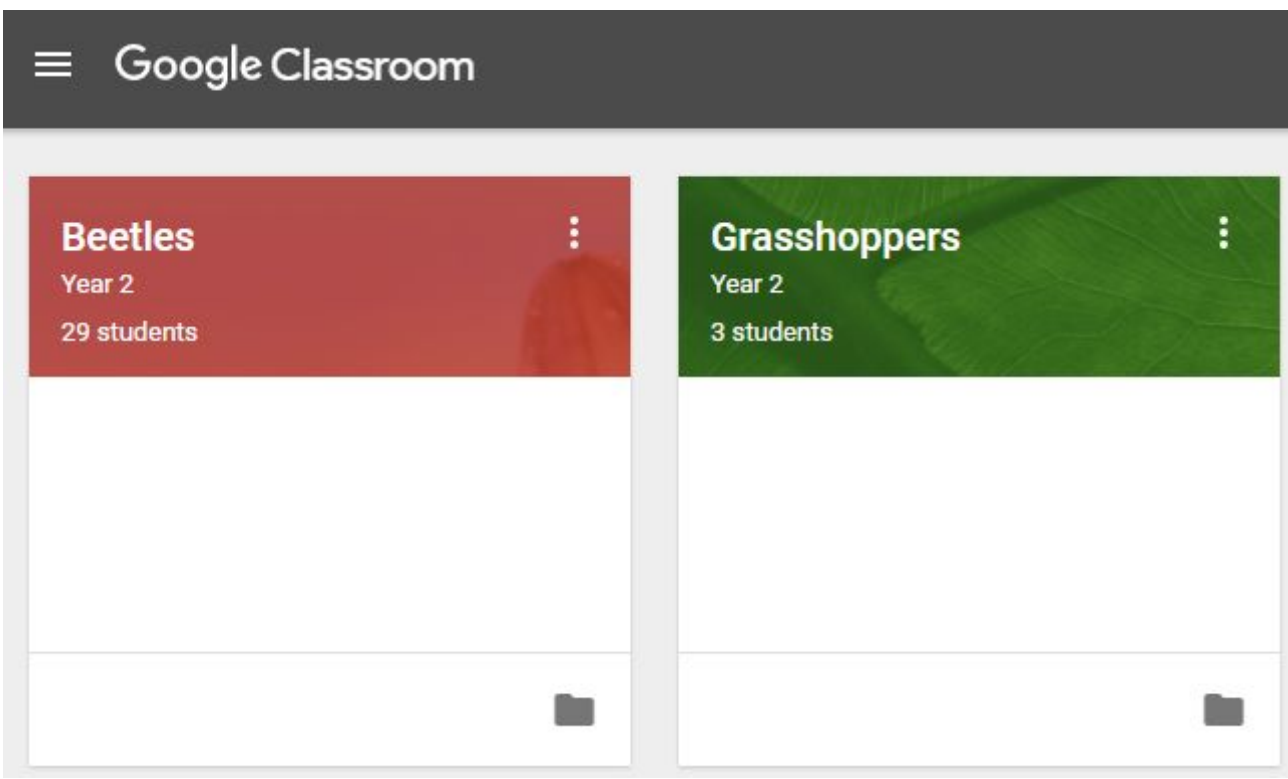 Google Classroom
Beetles
Year 2
29 students
Grasshoppers
Year 2
3 students